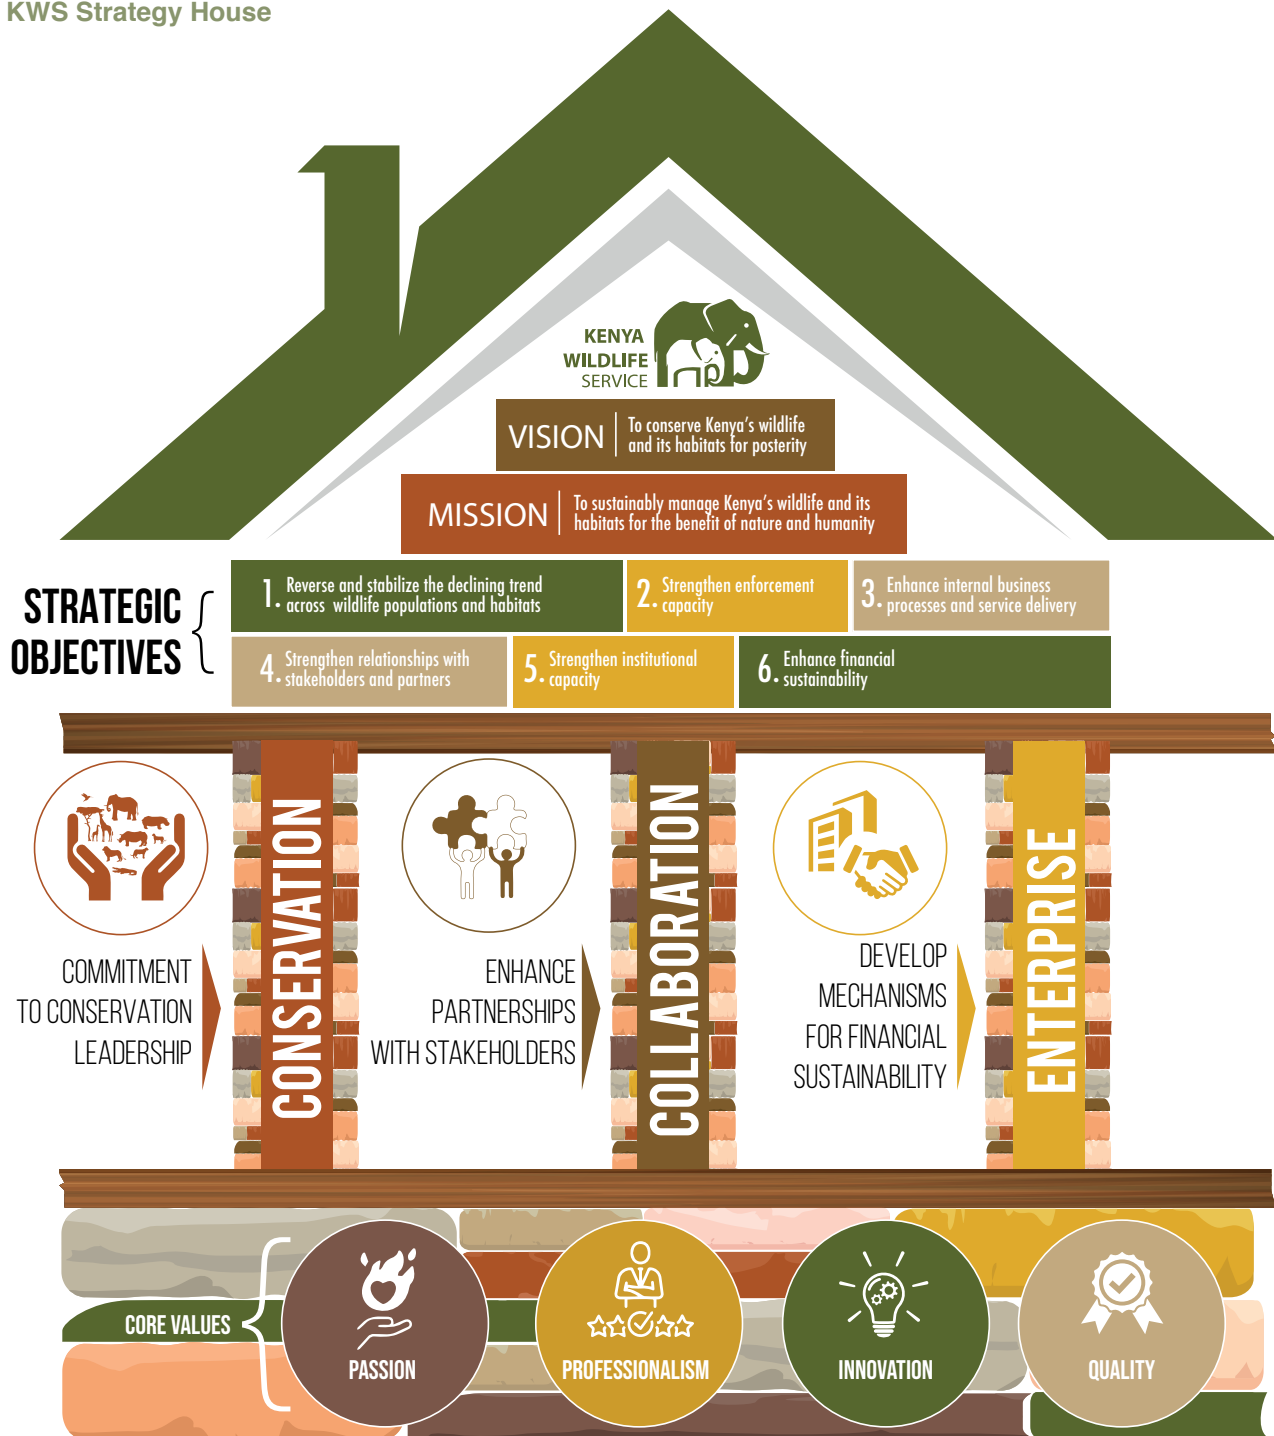 KWS Strategy House
KENYA
WILDLIFE
SERVICE
VISION
To conserve Kenya's wildlife
and its habitats for posterity
MISSION
To sustainably manage Kenya's wildlife and its
habitats for the benefit of nature and humanity
STRATEGIC
OBJECTIVES
1. Reverse and stabilize the declining trend
across wildlife populations and habitats
2. Strengthen enforcement
capacity
3. Enhance internal business
processes and service delivery
4. Strengthen relationships with
stakeholders and partners
5. Strengthen institutional
capacity
6. Enhance financial
sustainability
COMMITMENT
TO CONSERVATION
LEADERSHIP
CONSERVATION
ENHANCE
PARTNERSHIPS
WITH STAKEHOLDERS
COLLABORATION
DEVELOP
MECHANISMS
FOR FINANCIAL
SUSTAINABILITY
ENTERPRISE
CORE VALUES
PASSION
PROFESSIONALISM
INNOVATION
QUALITY